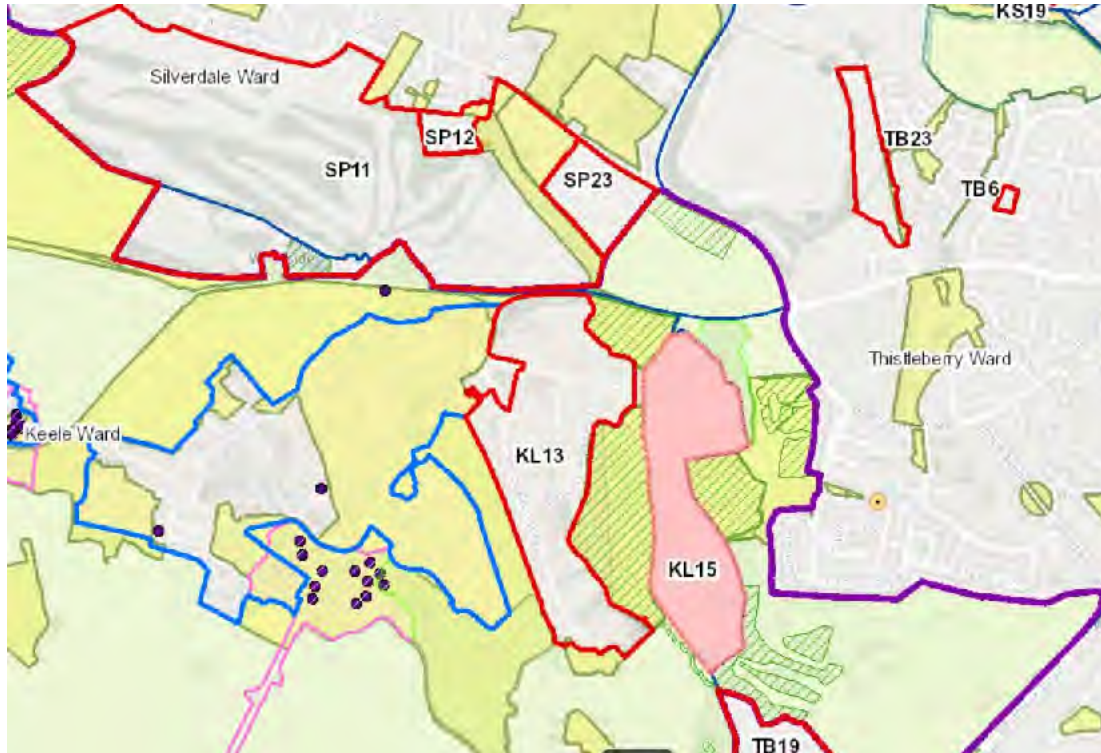 KS19
Silverdale Ward
SP12
TB23
SP11
SP23
TB6
Thistleberry Ward
Keele Ward
KL13
KL15
TB19